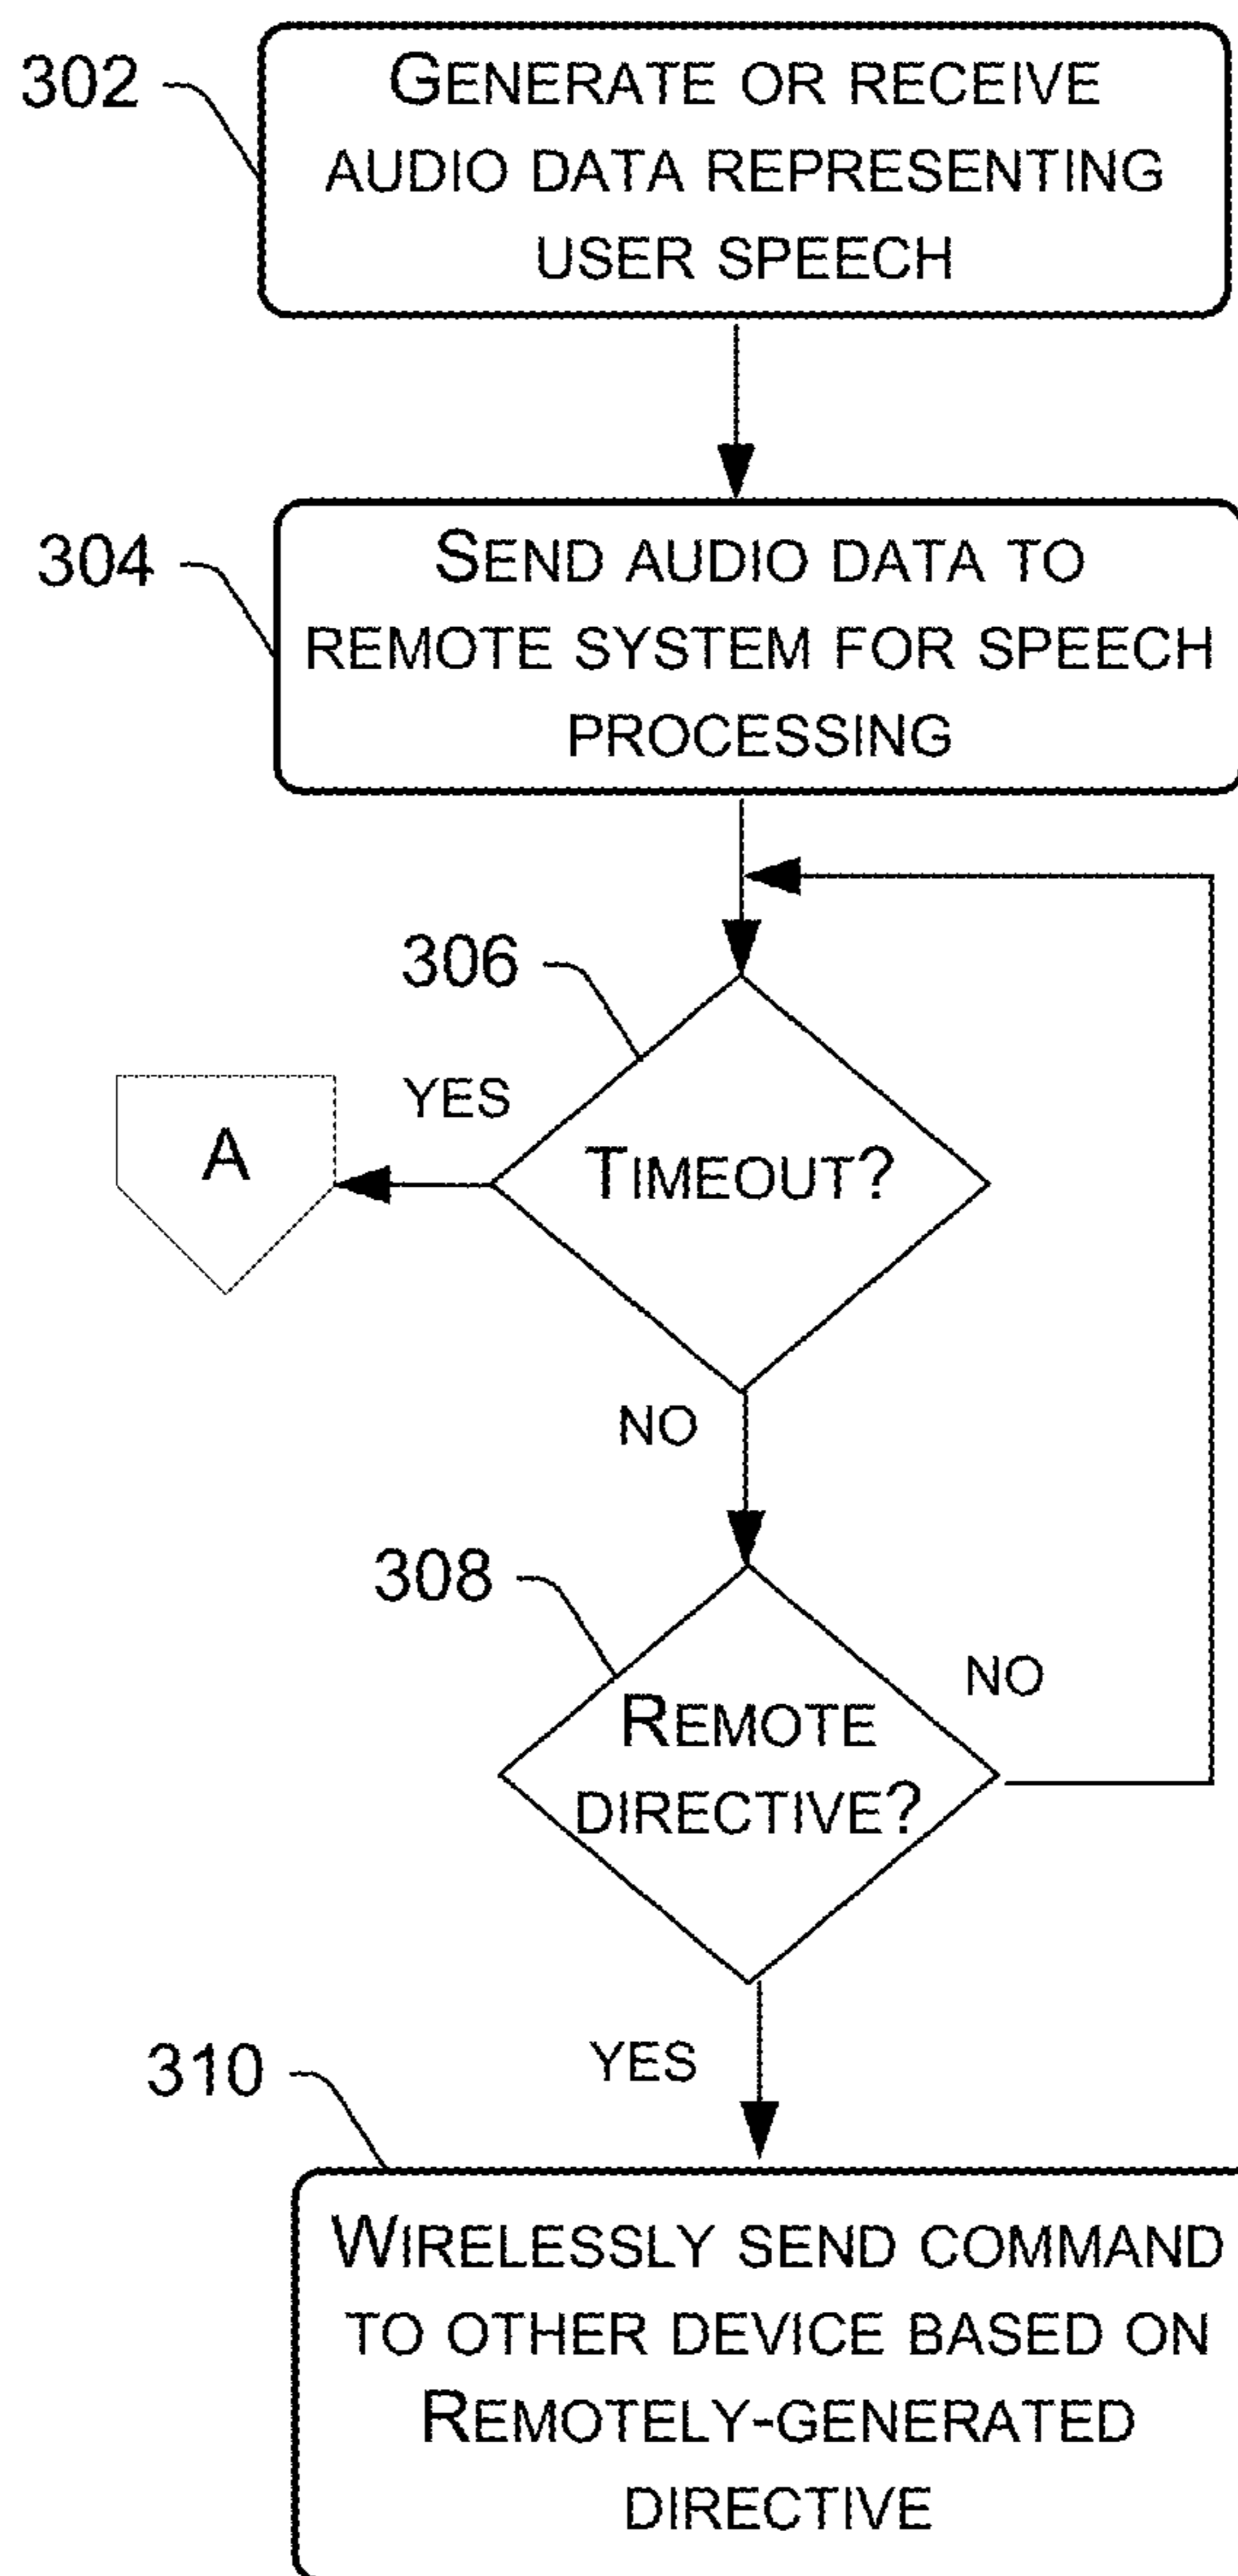 302
GENERATE OR RECEIVE
AUDIO DATA REPRESENTING
USER SPEECH
304
SEND AUDIO DATA TO
REMOTE SYSTEM FOR SPEECH
PROCESSING
306
YES
A
TIMEOUT?
NO
308
NO
REMOTE
DIRECTIVE?
YES
310
WIRELESSLY SEND COMMAND
TO OTHER DEVICE BASED ON
REMOTELY-GENERATED
DIRECTIVE